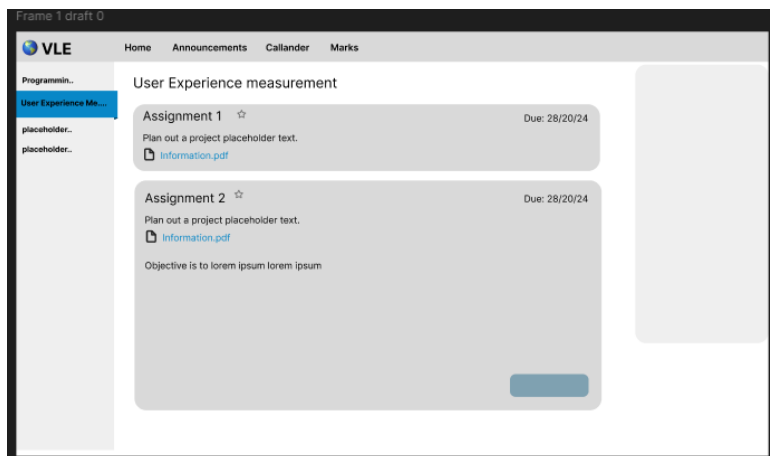 Frame 1 draft 0
VLE
Home Announcements Callander Marks
Programmin..
User Experience Me....
placeholder..
placeholder..
User Experience measurement
Assignment 1
Due: 28/20/24
Plan out a project placeholder text.
Information.pdf
Assignment 2
Due: 28/20/24
Plan out a project placeholder text.
Information.pdf
Objective is to lorem ipsum lorem ipsum